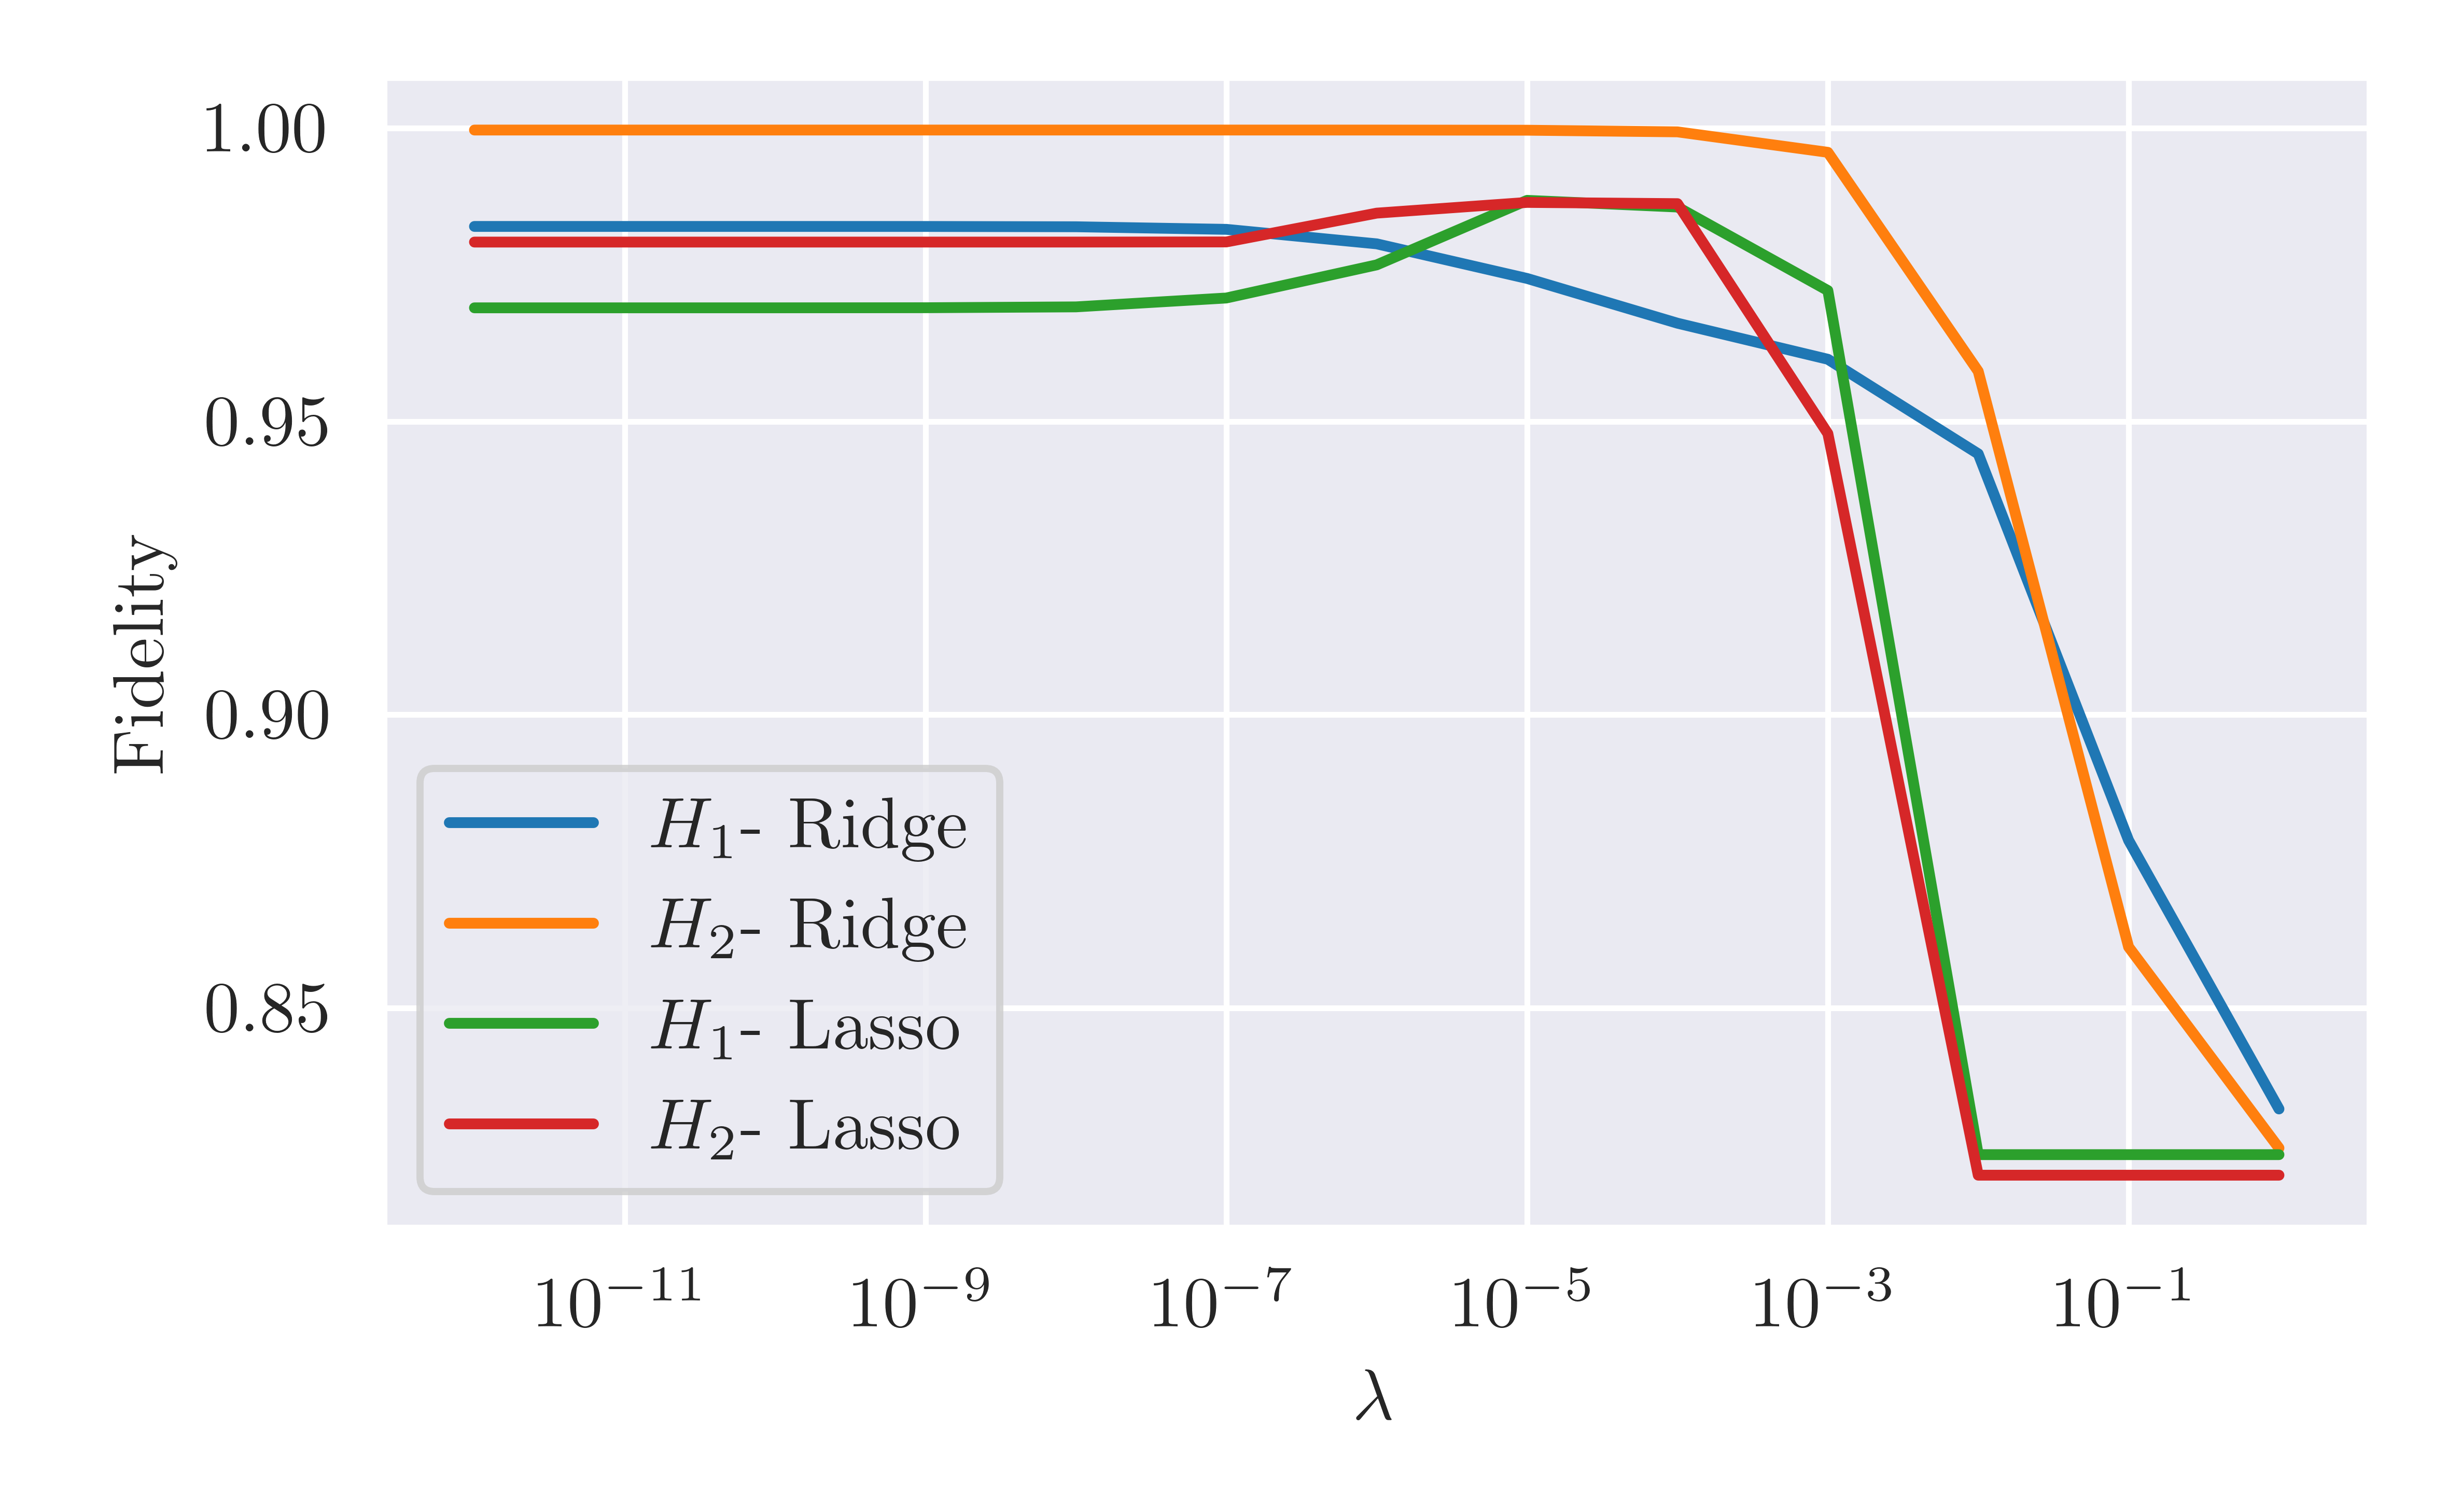 1.00
0.95
0.90
0.85
Fidelity
H₁- Ridge
H₂- Ridge
H₁- Lasso
H₂- Lasso
10⁻¹¹ 10⁻⁹ 10⁻⁷ 10⁻⁵ 10⁻³ 10⁻¹
λ